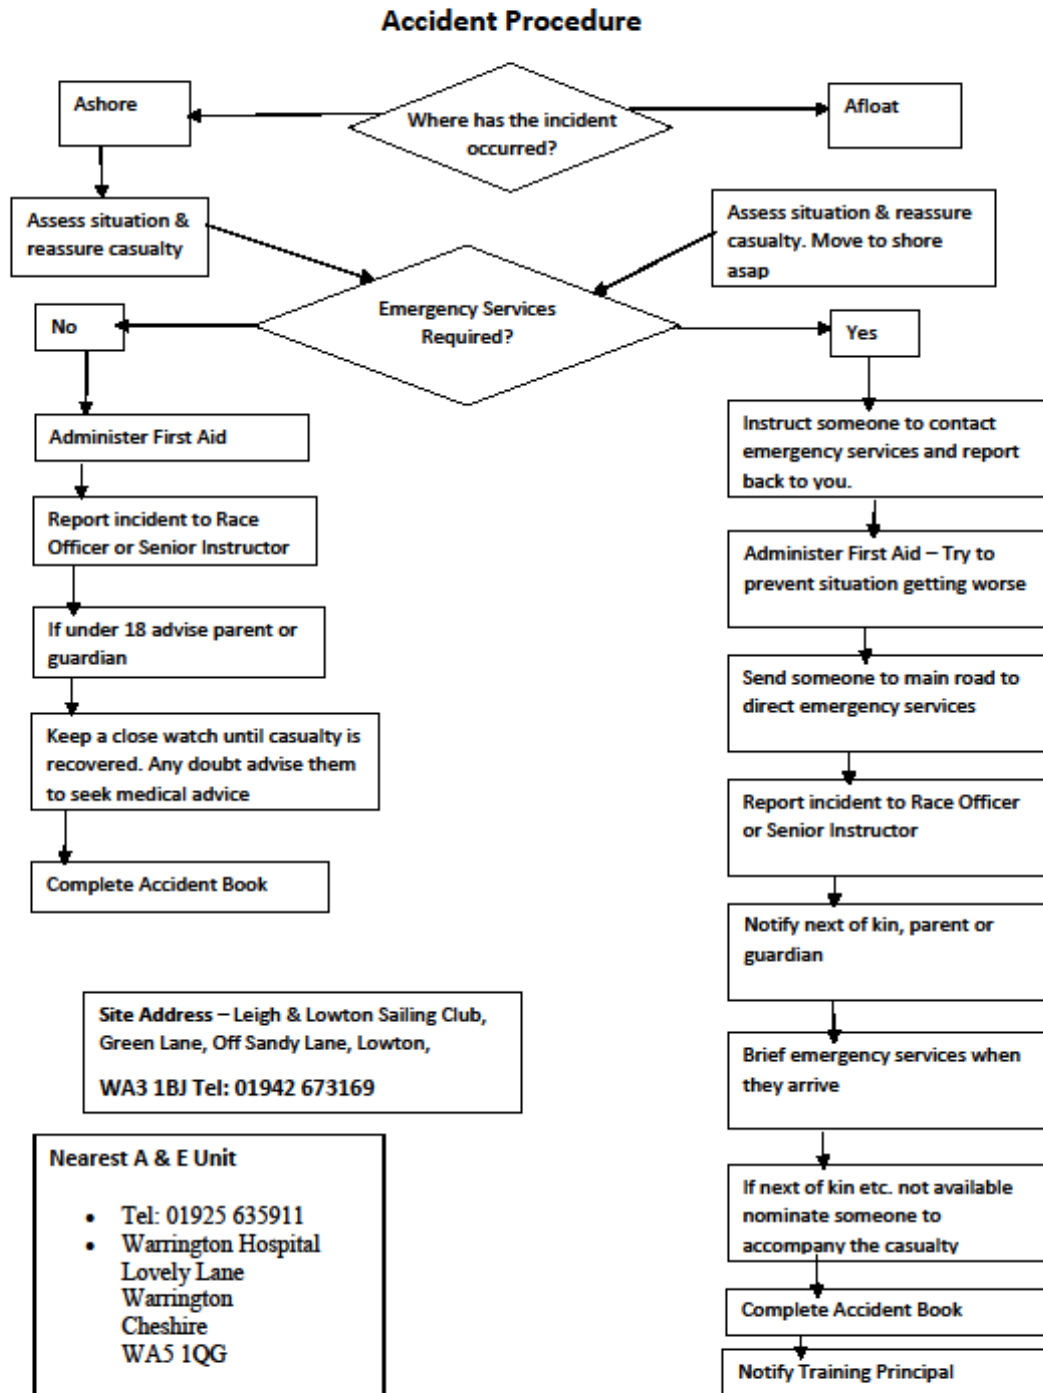 Accident Procedure
Ashore
Where has the incident
occurred?
Afloat
Assess situation &
reassure casualty
Assess situation & reassure
casualty. Move to shore
asap
Emergency Services
Required?
No
Yes
Administer First Aid
Report incident to Race
Officer or Senior Instructor
If under 18 advise parent or
guardian
Keep a close watch until casualty is
recovered. Any doubt advise them
to seek medical advice
Complete Accident Book
Instruct someone to contact
emergency services and report
back to you.
Administer First Aid – Try to
prevent situation getting worse
Send someone to main road to
direct emergency services
Report incident to Race Officer
or Senior Instructor
Notify next of kin, parent or
guardian
Brief emergency services when
they arrive
If next of kin etc. not available
nominate someone to
accompany the casualty
Complete Accident Book
Notify Training Principal
Site Address – Leigh & Lowton Sailing Club,
Green Lane, Off Sandy Lane, Lowton,
WA3 1BJ Tel: 01942 673169
Nearest A & E Unit
• Tel: 01925 635911
• Warrington Hospital
Lovely Lane
Warrington
Cheshire
WA5 1QG